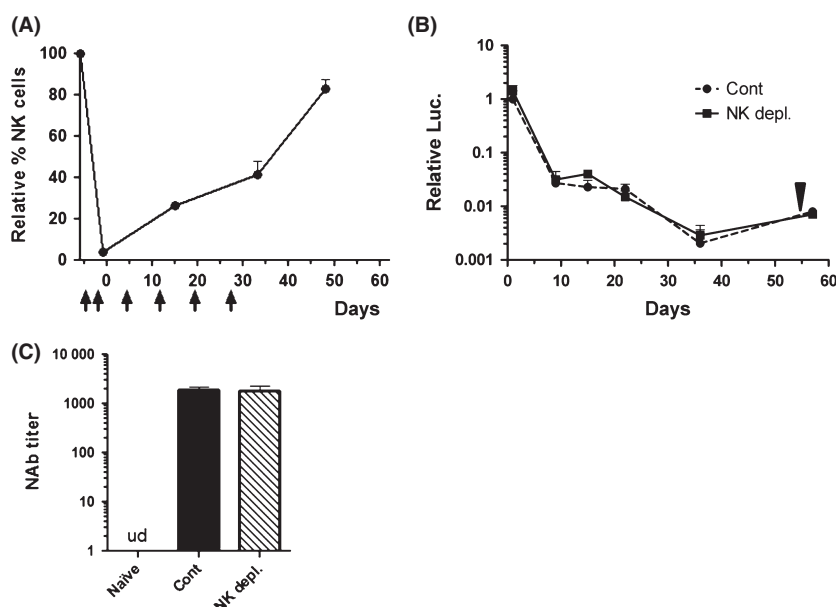 (A)
Relative % NK cells
100
80
60
40
20
0
0 10 20 30 40 50 60
Days
(B)
Relative Luc.
10
1
0.1
0.01
0.001
Cont
NK depl.
0 10 20 30 40 50 60
Days
(C)
NAb titer
10 000
1000
100
10
1
ud
Naïve
Cont
NK depl.